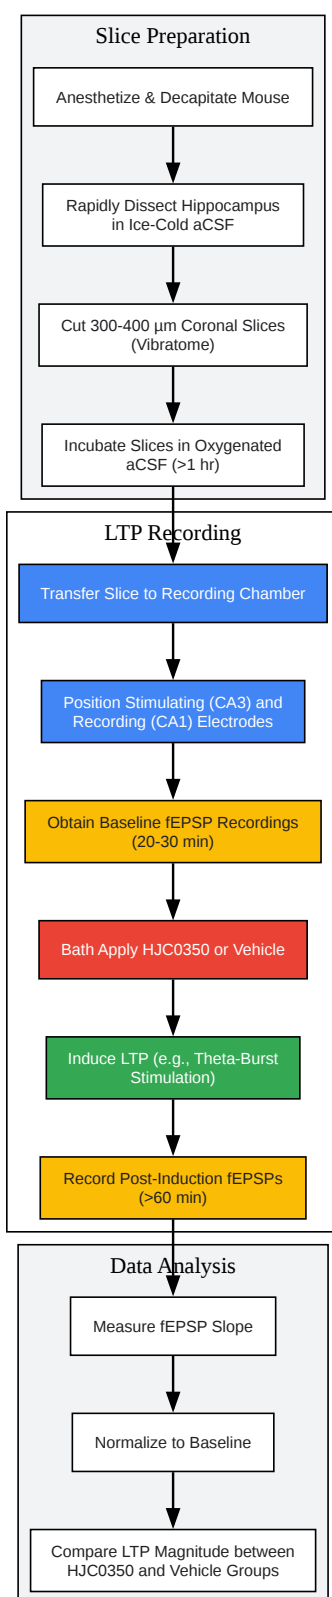 Slice Preparation
Anesthetize & Decapitate Mouse
Rapidly Dissect Hippocampus
in Ice-Cold aCSF
Cut 300-400 µm Coronal Slices
(Vibratome)
Incubate Slices in Oxygenated
aCSF (>1 hr)
LTP Recording
Transfer Slice to Recording Chamber
Position Stimulating (CA3) and
Recording (CA1) Electrodes
Obtain Baseline fEPSP Recordings
(20-30 min)
Bath Apply HJC0350 or Vehicle
Induce LTP (e.g., Theta-Burst
Stimulation)
Record Post-Induction fEPSPs
(>60 min)
Data Analysis
Measure fEPSP Slope
Normalize to Baseline
Compare LTP Magnitude between
HJC0350 and Vehicle Groups